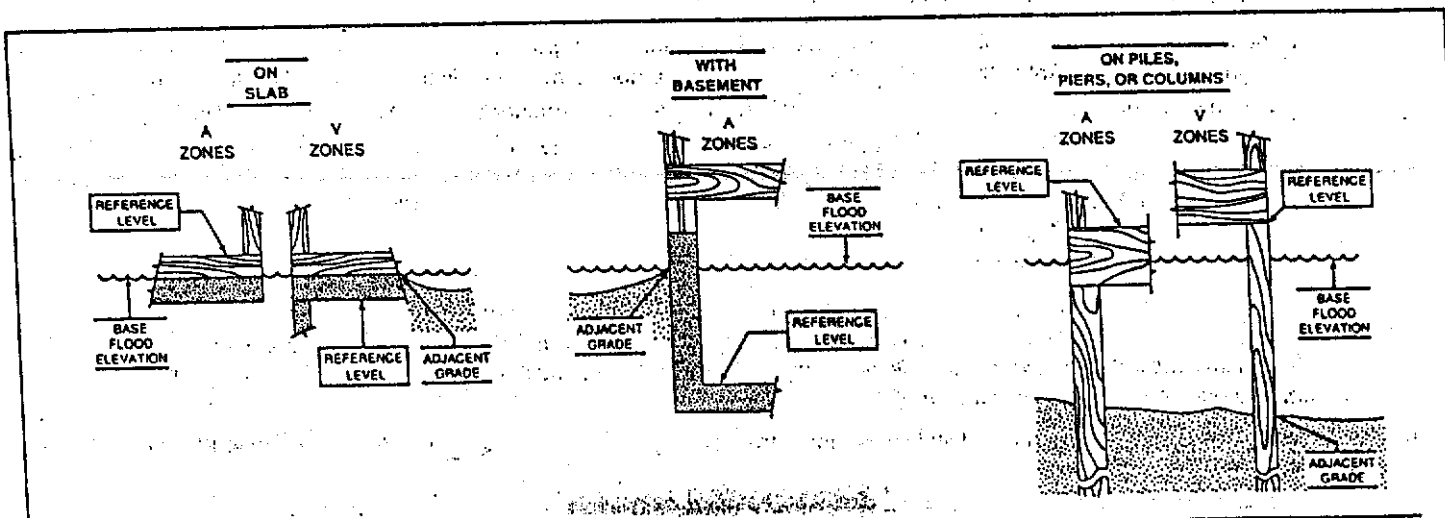 ON
SLAB
A
ZONES
V
ZONES
REFERENCE
LEVEL
BASE
FLOOD
ELEVATION
REFERENCE
LEVEL
ADJACENT
GRADE
WITH
BASEMENT
A
ZONES
BASE
FLOOD
ELEVATION
ADJACENT
GRADE
REFERENCE
LEVEL
ON PILES,
PIERS, OR COLUMNS
A
ZONES
V
ZONES
REFERENCE
LEVEL
REFERENCE
LEVEL
BASE
FLOOD
ELEVATION
ADJACENT
GRADE